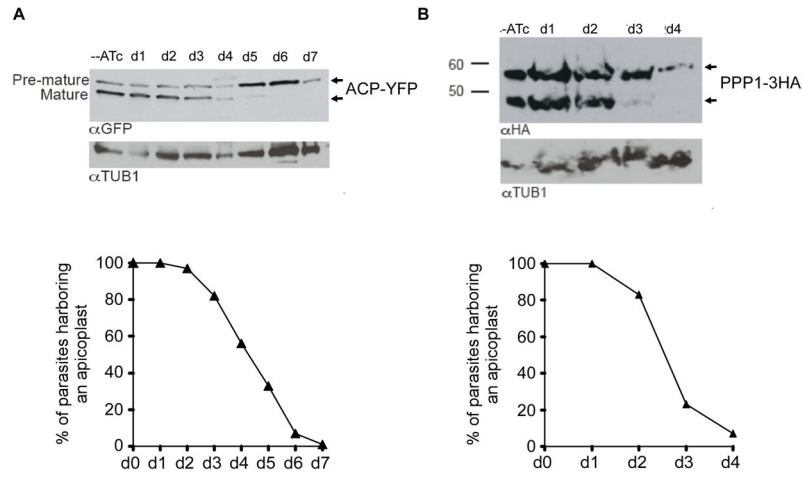 A
--ATc d1 d2 d3 d4 d5 d6 d7
Pre-mature
Mature
ACP-YFP
αGFP
αTUB1
% of parasites harboring
an apicoplast
100
80
60
40
20
0
d0 d1 d2 d3 d4 d5 d6 d7
B
-ATc d1 d2 d3 d4
60
50
PPP1-3HA
αHA
αTUB1
% of parasites harboring
an apicoplast
100
80
60
40
20
0
d0 d1 d2 d3 d4